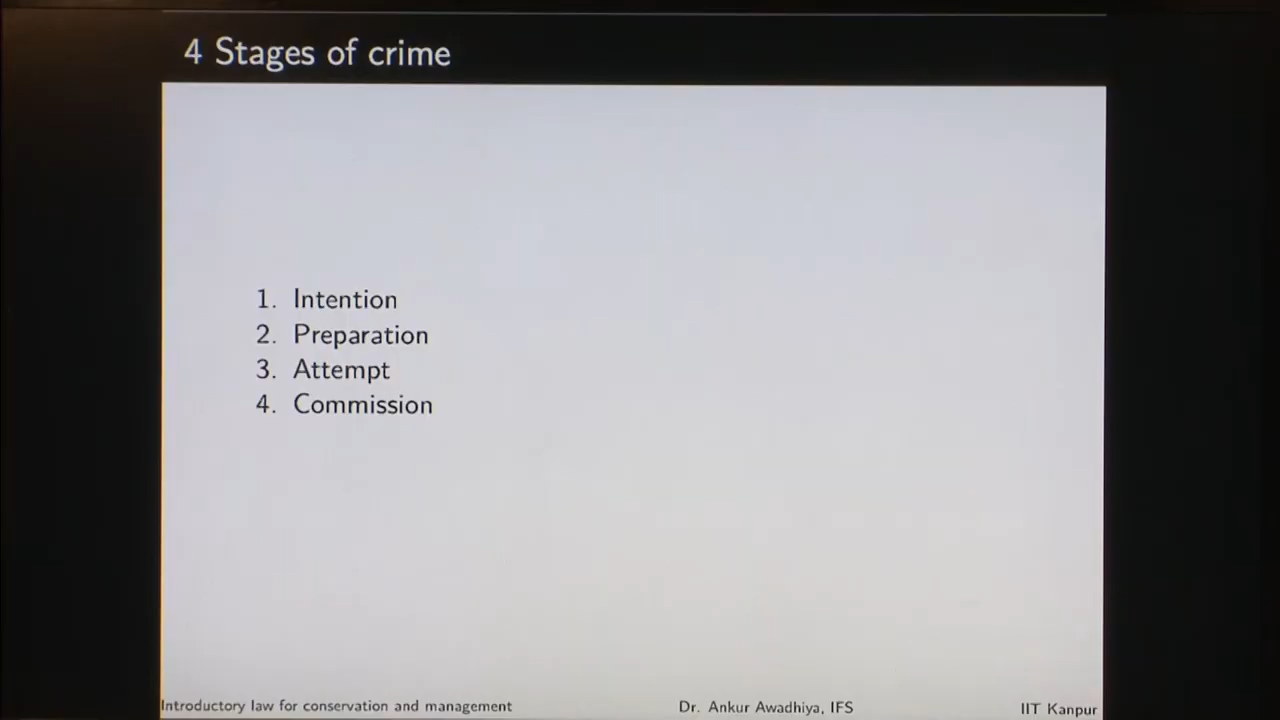 4 Stages of crime
1. Intention
2. Preparation
3. Attempt
4. Commission
Introductory law for conservation and management Dr. Ankur Awadhiya, IFS IIT Kanpur